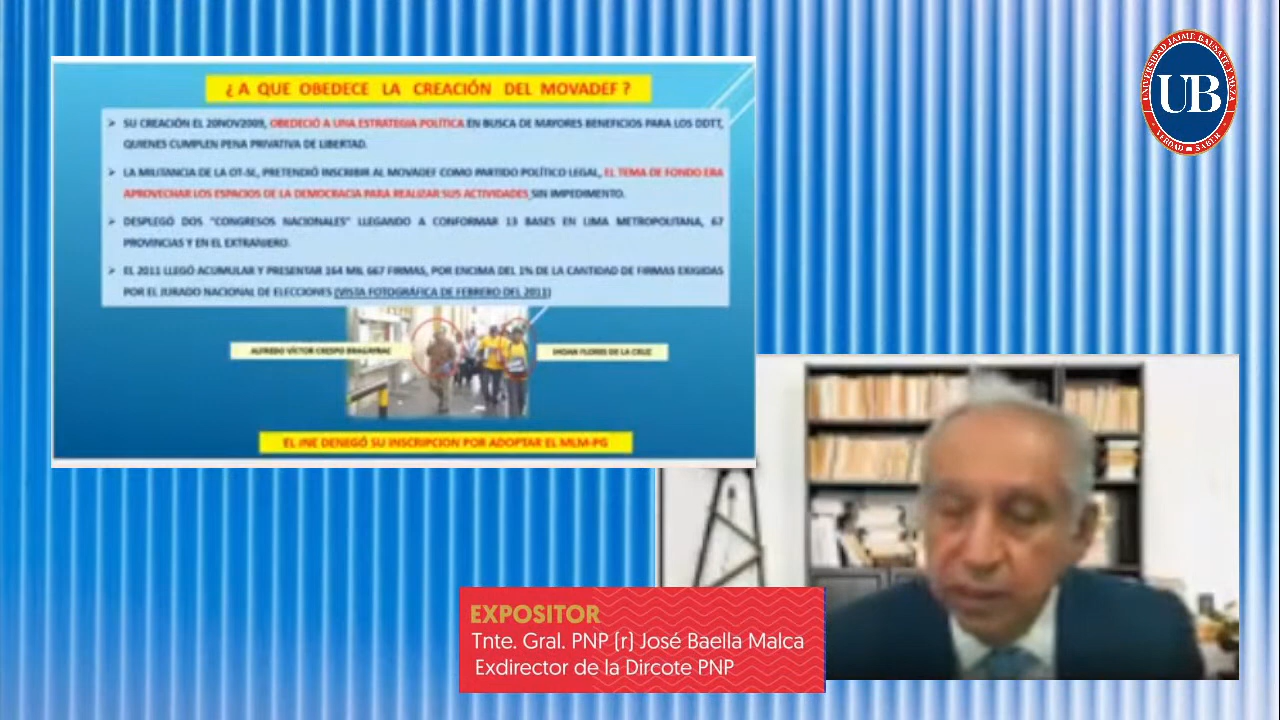 ¿ A QUE OBEDECE LA CREACIÓN DEL MOVADEF ?
➢ SU CREACIÓN EL 20NOV2009, OBEDECIÓ A UNA ESTRATEGIA POLÍTICA EN BUSCA DE MAYORES BENEFICIOS PARA LOS DDTT,
QUIENES CUMPLEN PENA PRIVATIVA DE LIBERTAD.
➢ LA MILITANCIA DE LA OT-SL, PRETENDIÓ INSCRIBIR AL MOVADEF COMO PARTIDO POLÍTICO LEGAL, EL TEMA DE FONDO ERA
APROVECHAR LOS ESPACIOS DE LA DEMOCRACIA PARA REALIZAR SUS ACTIVIDADES SIN IMPEDIMENTO.
➢ DESPLEGÓ DOS "CONGRESOS NACIONALES" LLEGANDO A CONFORMAR 13 BASES EN LIMA METROPOLITANA, 67
PROVINCIAS Y EN EL EXTRANJERO.
➢ EL 2011 LLEGÓ ACUMULAR Y PRESENTAR 364 MIL 667 FIRMAS, POR ENCIMA DEL 1% DE LA CANTIDAD DE FIRMAS EXIGIDAS
POR EL JURADO NACIONAL DE ELECCIONES (VISTA FOTOGRÁFICA DE FEBRERO DEL 2011)
ALFREDO VÍCTOR CRESPO BRAGAYRAC
JHOAN FLORES DE LA CRUZ
EL JNE DENEGÓ SU INSCRIPCION POR ADOPTAR EL MLM-PG
UNIVERSIDAD JAIME BAUSATE Y MEZA
UB
VERDAD SABER
EXPOSITOR
Tnte. Gral. PNP (r) José Baella Malca
Exdirector de la Dircote PNP